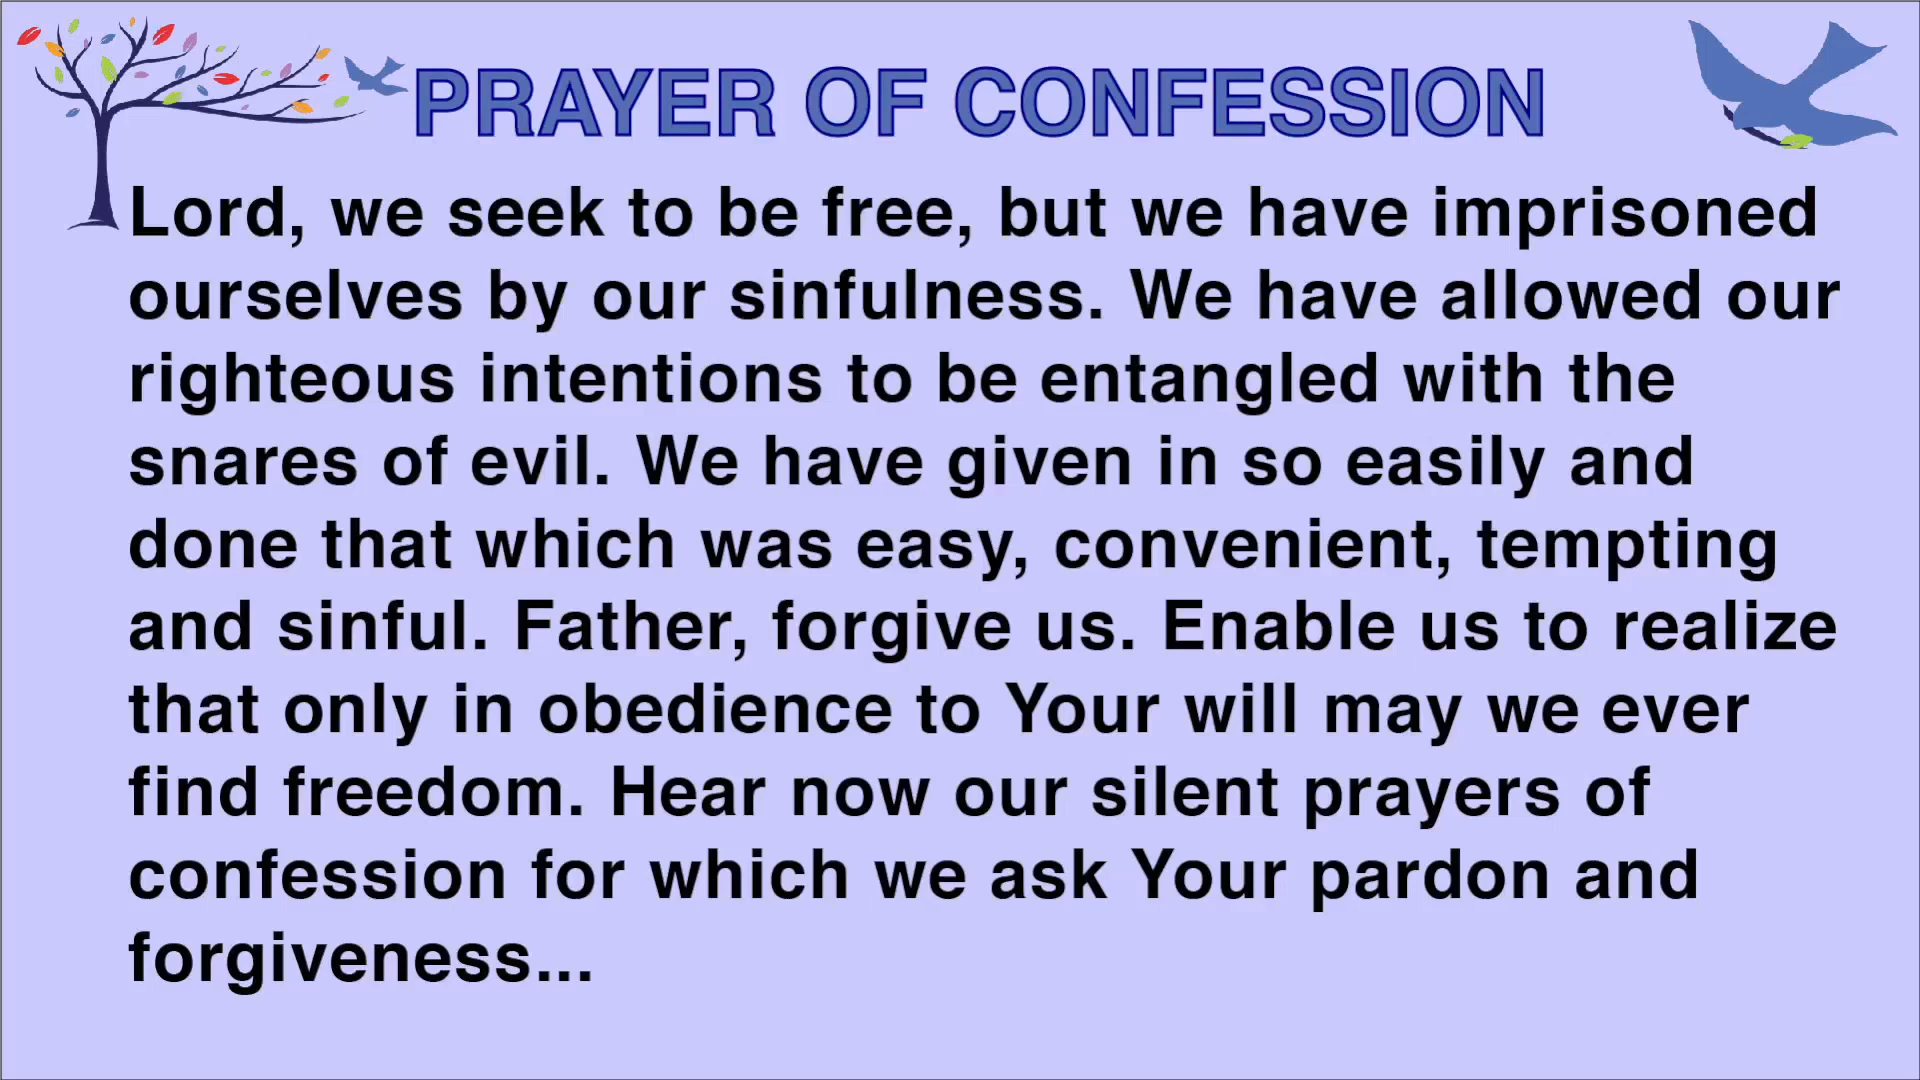 PRAYER OF CONFESSION
Lord, we seek to be free, but we have imprisoned
ourselves by our sinfulness. We have allowed our
righteous intentions to be entangled with the
snares of evil. We have given in so easily and
done that which was easy, convenient, tempting
and sinful. Father, forgive us. Enable us to realize
that only in obedience to Your will may we ever
find freedom. Hear now our silent prayers of
confession for which we ask Your pardon and
forgiveness...